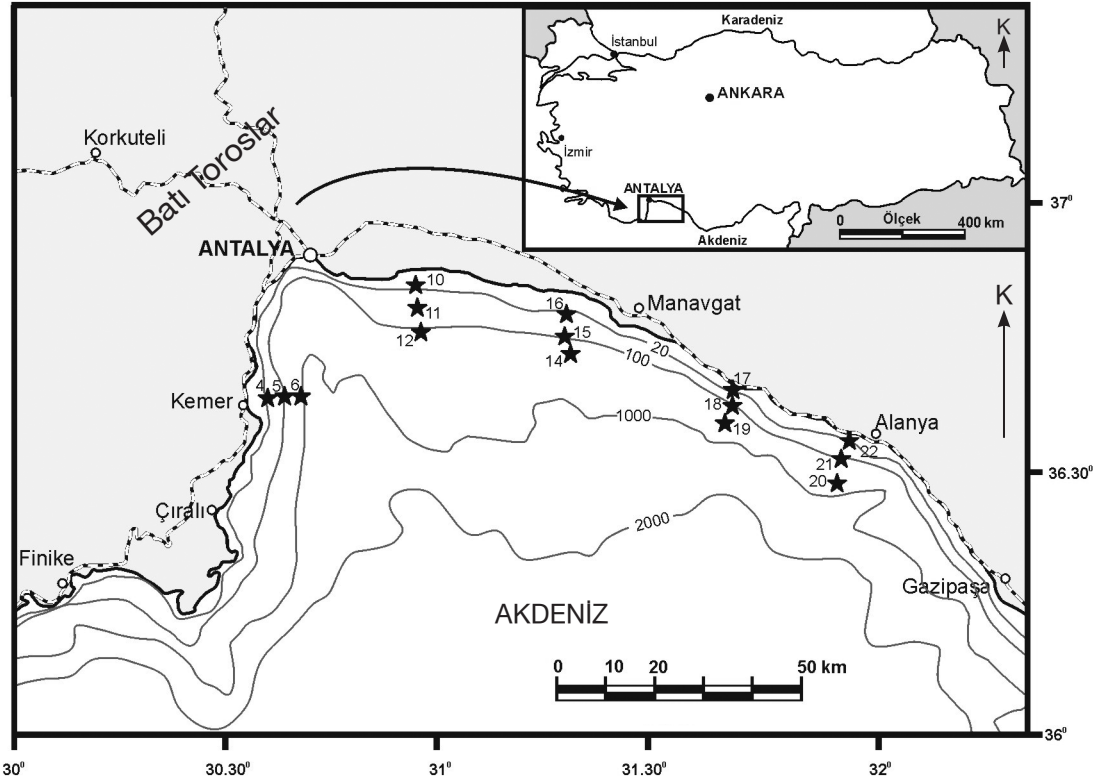 Karadeniz
K
İstanbul
ANKARA
İzmir
ANTALYA
Akdeniz
0 Ölçek 400 km
Korkuteli
Batı Toroslar
ANTALYA
37⁰
K
10
11
12
16
15
14
Manavgat
20
100
17
18
19
4 5 6
Kemer
1000
Alanya
22
21
20
36.30⁰
Çıralı
2000
Finike
Gazipaşa
AKDENİZ
0 10 20 50 km
36⁰
30⁰ 30.50⁰ 31⁰ 31.50⁰ 32⁰